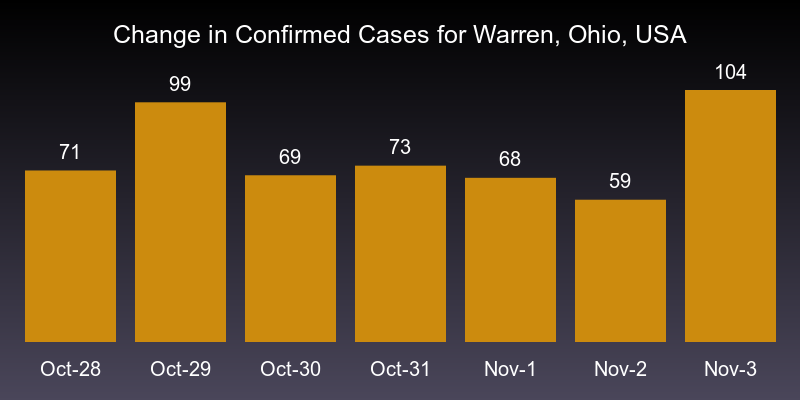 Change in Confirmed Cases for Warren, Ohio, USA
71
99
69
73
68
59
104
Oct-28
Oct-29
Oct-30
Oct-31
Nov-1
Nov-2
Nov-3